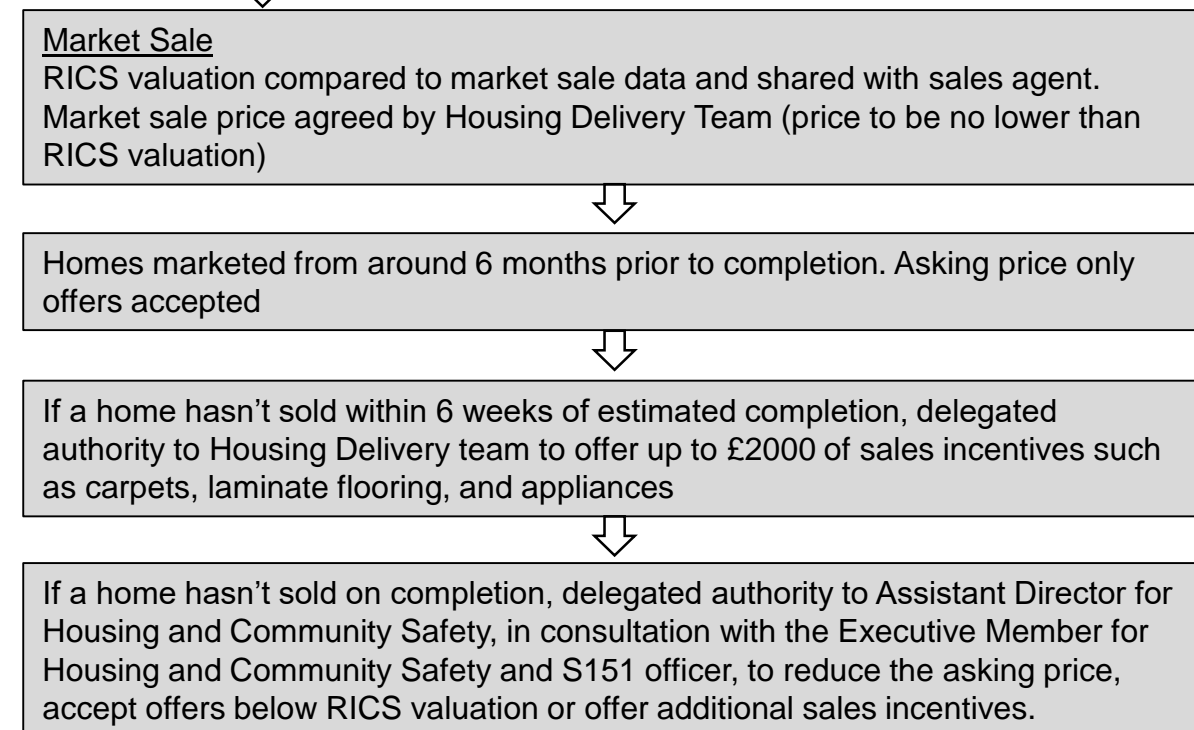 Market Sale
RICS valuation compared to market sale data and shared with sales agent.
Market sale price agreed by Housing Delivery Team (price to be no lower than
RICS valuation)
Homes marketed from around 6 months prior to completion. Asking price only
offers accepted
If a home hasn’t sold within 6 weeks of estimated completion, delegated
authority to Housing Delivery team to offer up to £2000 of sales incentives such
as carpets, laminate flooring, and appliances
If a home hasn’t sold on completion, delegated authority to Assistant Director for
Housing and Community Safety, in consultation with the Executive Member for
Housing and Community Safety and S151 officer, to reduce the asking price,
accept offers below RICS valuation or offer additional sales incentives.